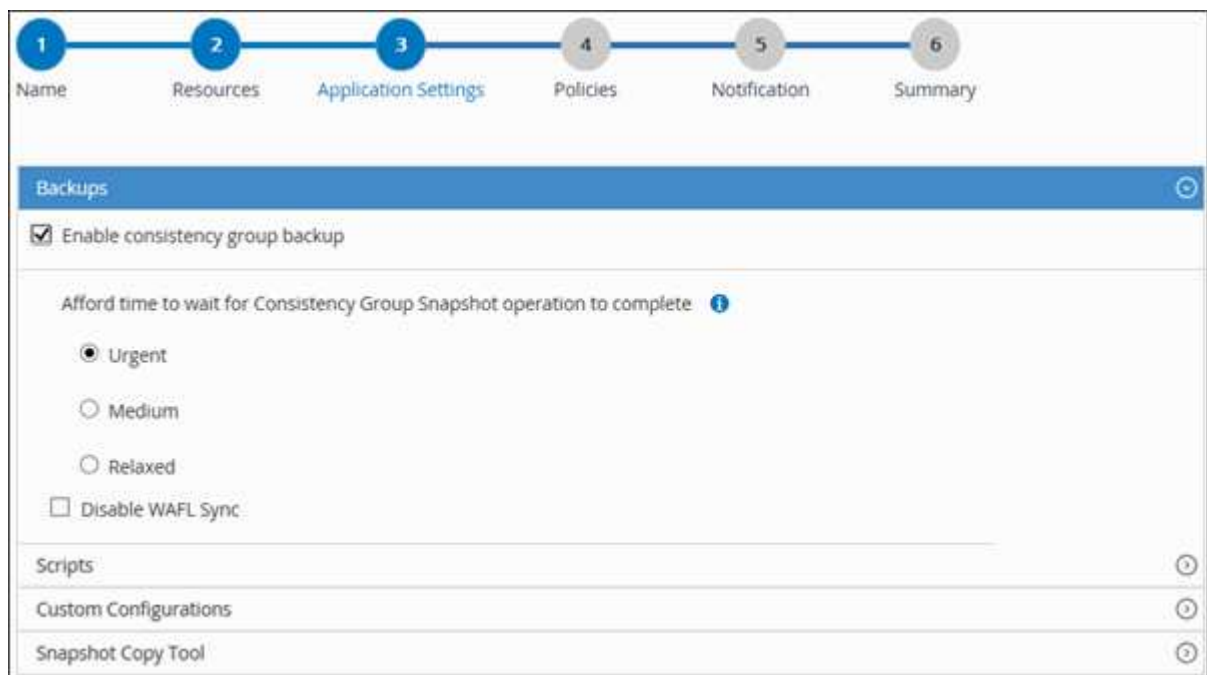 1 2 3 4 5 6
Name Resources Application Settings Policies Notification Summary
Backups
Enable consistency group backup
Afford time to wait for Consistency Group Snapshot operation to complete i
Urgent
Medium
Relaxed
Disable WAFL Sync
Scripts
Custom Configurations
Snapshot Copy Tool